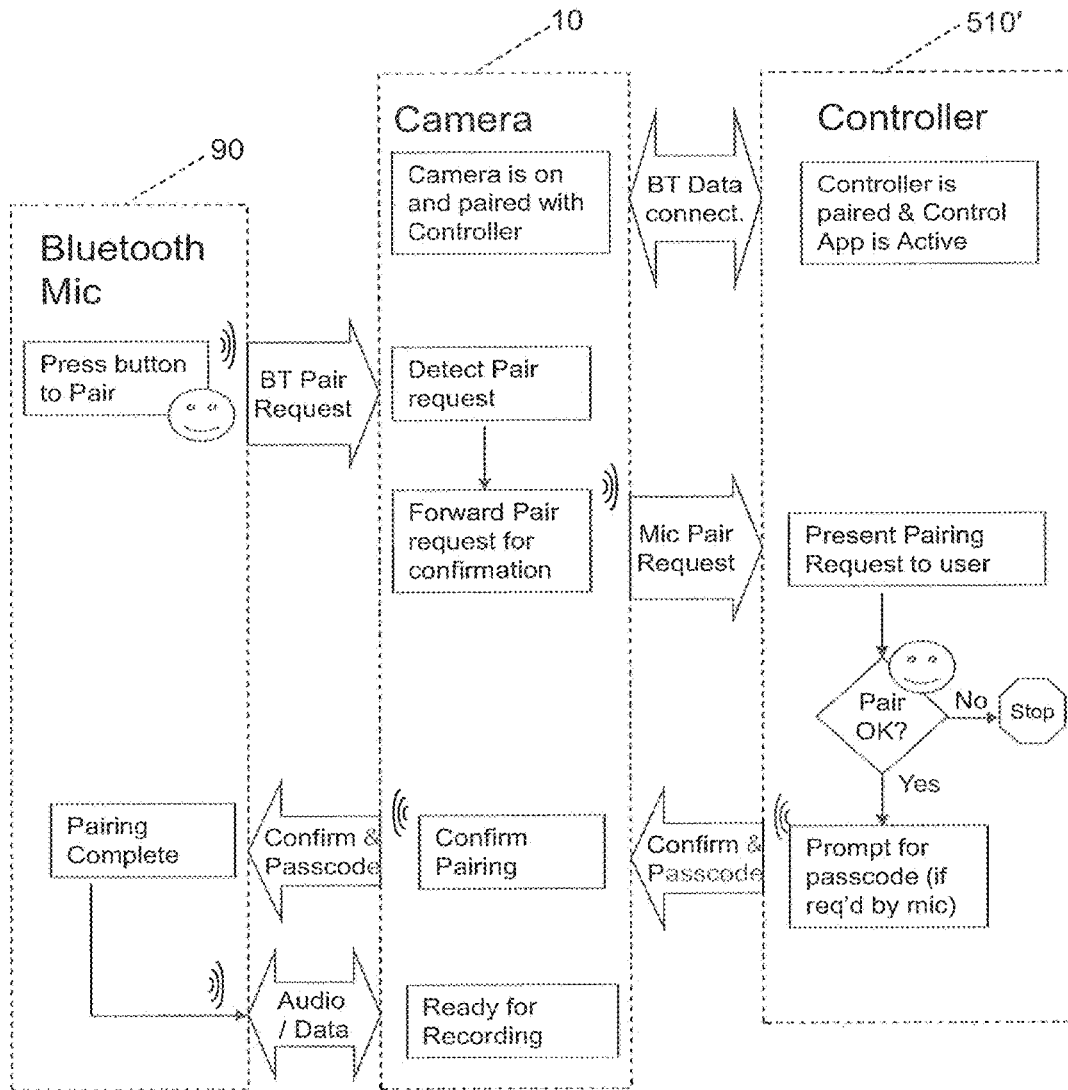 10
510'
90
Camera
Controller
Bluetooth
Mic
Camera is on
and paired with
Controller
BT Data
connect.
Controller is
paired & Control
App is Active
Press button
to Pair
BT Pair
Request
Detect Pair
request
Forward Pair
request for
confirmation
Mic Pair
Request
Present Pairing
Request to user
Pair
OK?
No
Stop
Yes
Pairing
Complete
Confirm &
Passcode
Confirm
Pairing
Confirm &
Passcode
Prompt for
passcode (if
req'd by mic)
Audio
/ Data
Ready for
Recording